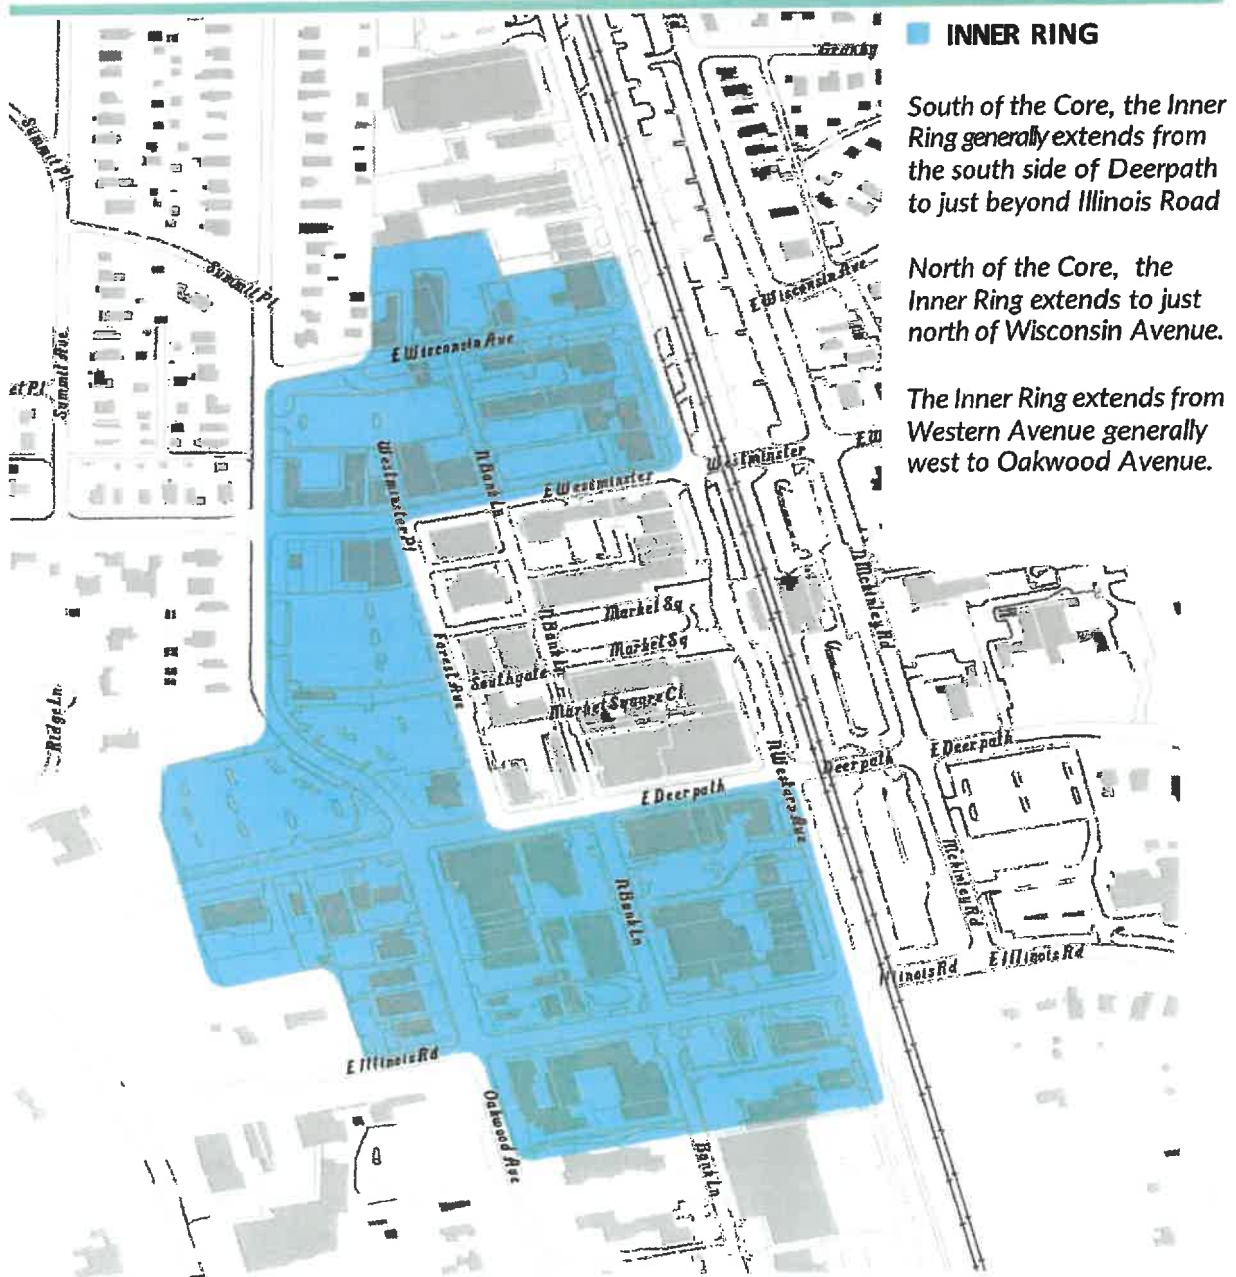 INNER RING
South of the Core, the Inner
Ring generally extends from
the south side of Deerpath
to just beyond Illinois Road
North of the Core, the
Inner Ring extends to just
north of Wisconsin Avenue.
The Inner Ring extends from
Western Avenue generally
west to Oakwood Avenue.
Summit Pl
Summit Pl
Summit Ave
Ridge Ln
E Wisconsin Ave
E Wisconsin Ave
Westminster Pl
N Bank Ln
E Westminster
Westminster
N McKinley Rd
Market Sq
Market Sq
N Bank Ln
Forest Ave
Southgate
Market Square Ct
N Western Ave
E Deerpath
Deerpath
E Deerpath
N Bank Ln
McKinley Rd
Illinois Rd
E Illinois Rd
E Illinois Rd
Oakwood Ave
Bank Ln